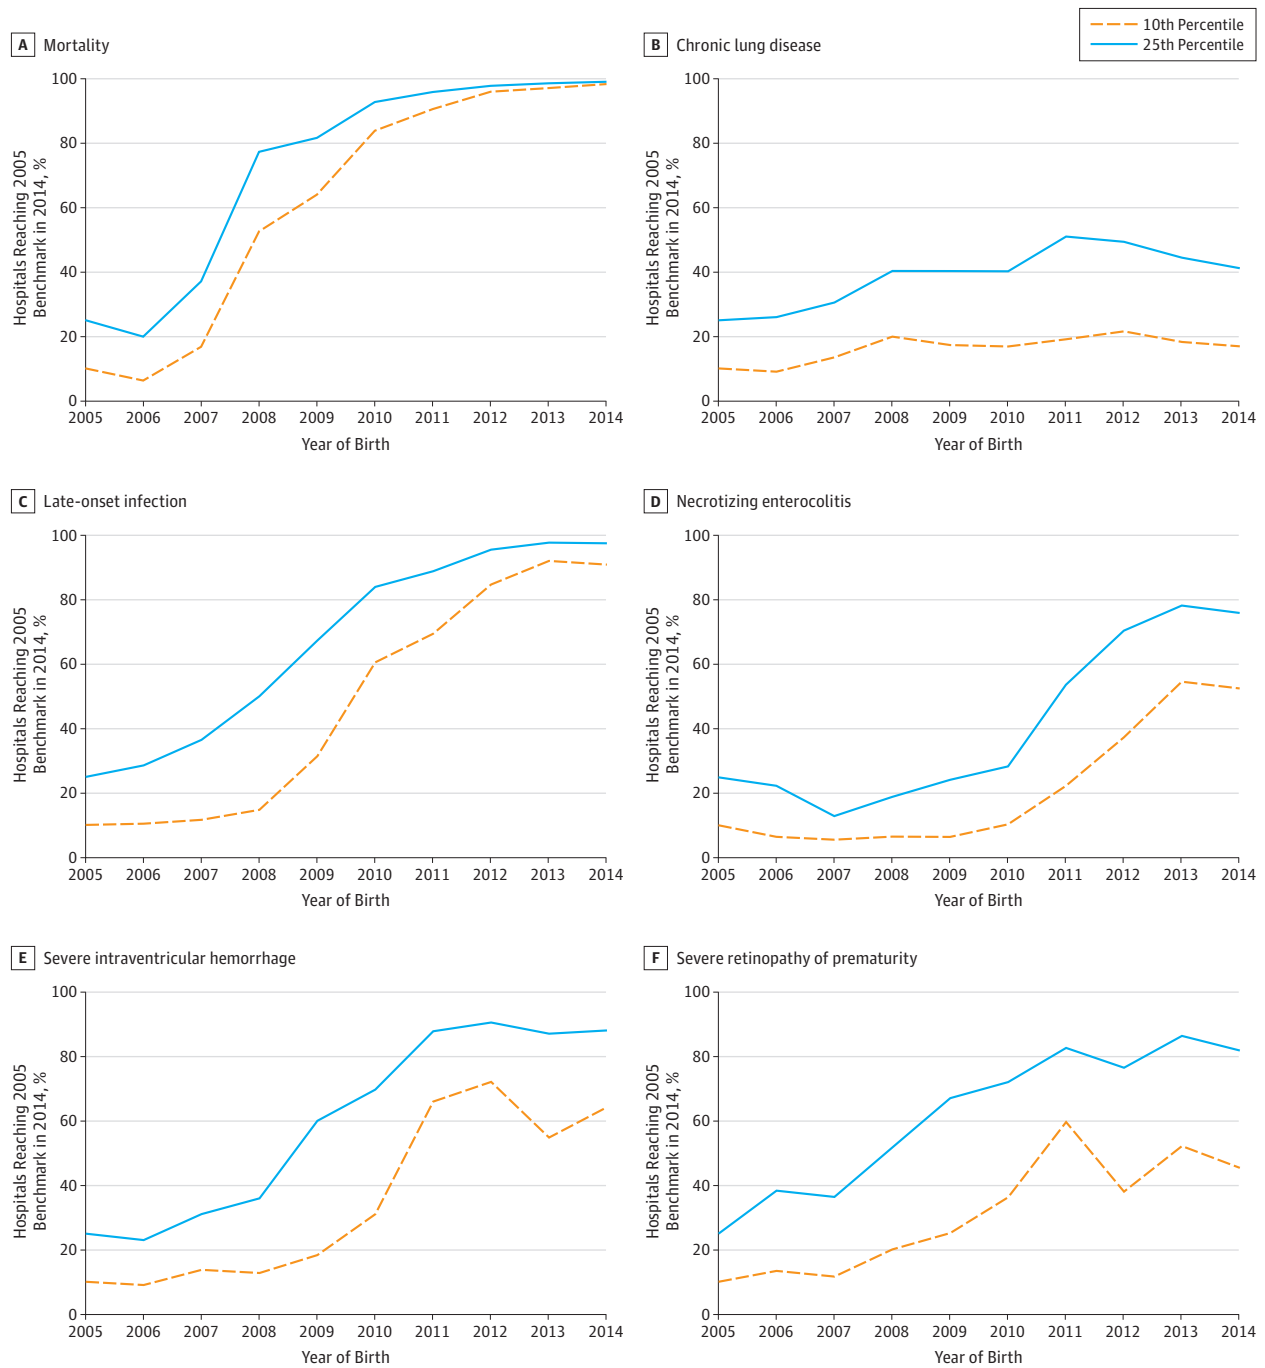 10th Percentile
25th Percentile
A Mortality
100
80
60
40
20
0
Hospitals Reaching 2005
Benchmark in 2014, %
2005 2006 2007 2008 2009 2010 2011 2012 2013 2014
Year of Birth
B Chronic lung disease
100
80
60
40
20
0
Hospitals Reaching 2005
Benchmark in 2014, %
2005 2006 2007 2008 2009 2010 2011 2012 2013 2014
Year of Birth
C Late-onset infection
100
80
60
40
20
0
Hospitals Reaching 2005
Benchmark in 2014, %
2005 2006 2007 2008 2009 2010 2011 2012 2013 2014
Year of Birth
D Necrotizing enterocolitis
100
80
60
40
20
0
Hospitals Reaching 2005
Benchmark in 2014, %
2005 2006 2007 2008 2009 2010 2011 2012 2013 2014
Year of Birth
E Severe intraventricular hemorrhage
100
80
60
40
20
0
Hospitals Reaching 2005
Benchmark in 2014, %
2005 2006 2007 2008 2009 2010 2011 2012 2013 2014
Year of Birth
F Severe retinopathy of prematurity
100
80
60
40
20
0
Hospitals Reaching 2005
Benchmark in 2014, %
2005 2006 2007 2008 2009 2010 2011 2012 2013 2014
Year of Birth